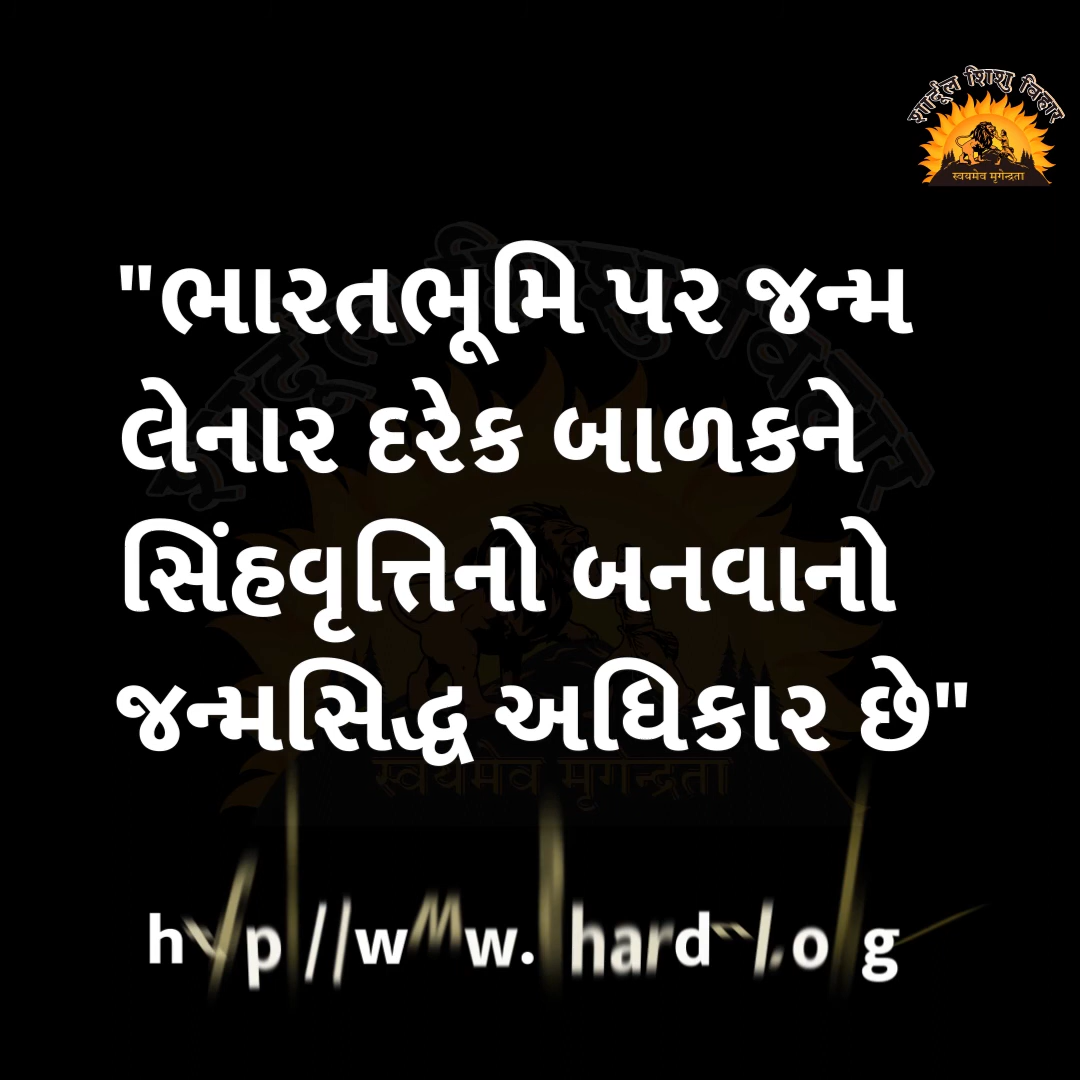 शार्दूल शिशु विहार
स्वयमेव मृगेन्द्रता
"ભારતભૂમિ પર જન્મ
લેનાર દરેક બાળકને
સિંહવૃત્તિનો બનવાનો
જન્મસિદ્ધ અધિકાર છે"
स्वयमेव मृगेन्द्रता